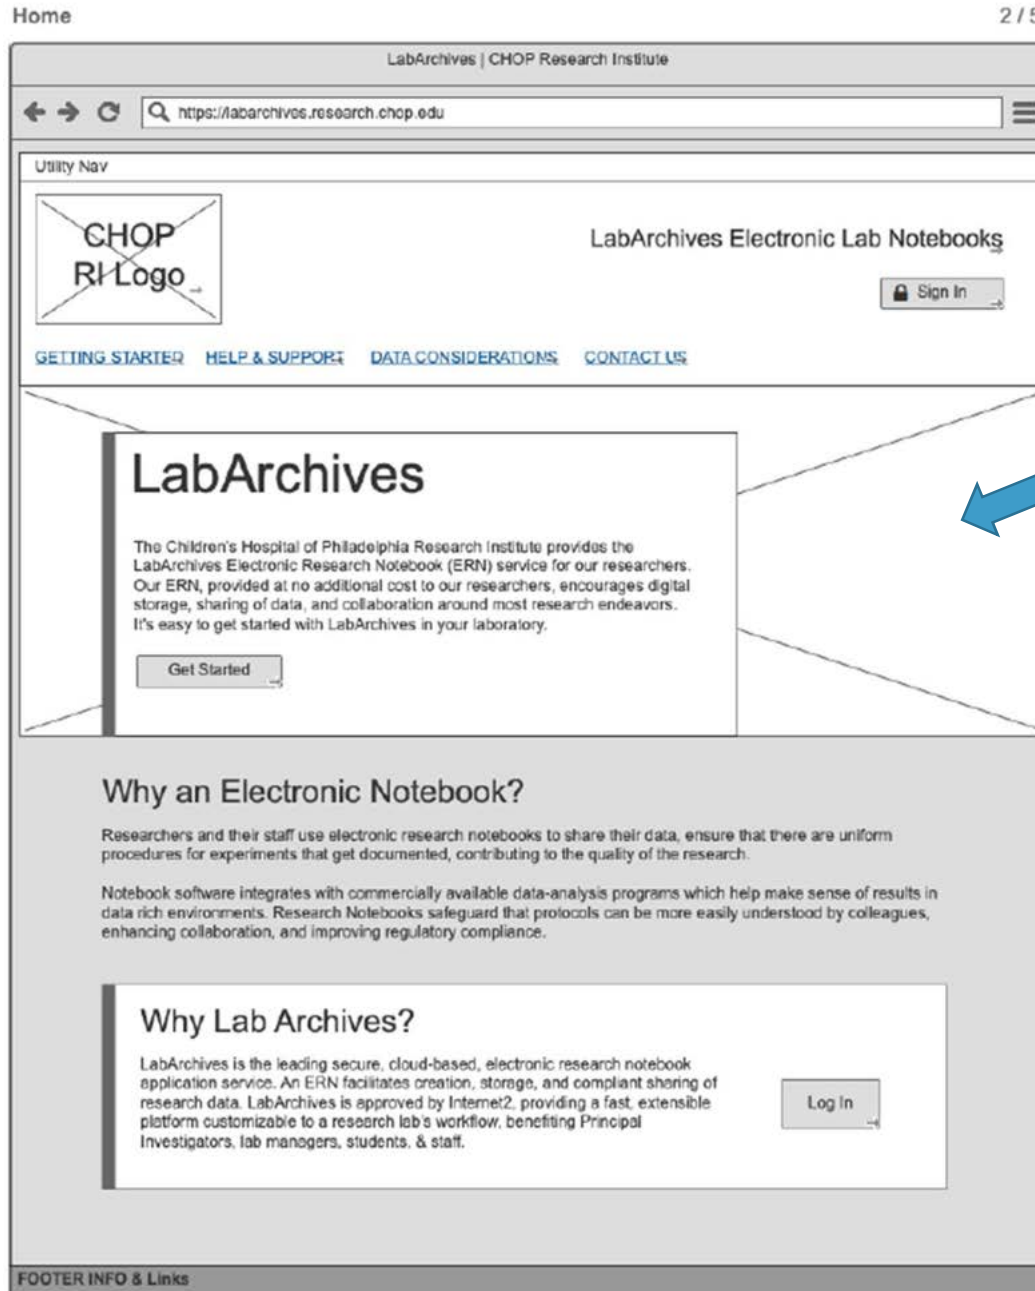 Home
2 / 5
LabArchives | CHOP Research Institute
https://labarchives.research.chop.edu
Utility Nav
CHOP
RI Logo
LabArchives Electronic Lab Notebooks
Sign In
GETTING STARTED HELP & SUPPORT DATA CONSIDERATIONS CONTACT US
LabArchives
The Children's Hospital of Philadelphia Research Institute provides the
LabArchives Electronic Research Notebook (ERN) service for our researchers.
Our ERN, provided at no additional cost to our researchers, encourages digital
storage, sharing of data, and collaboration around most research endeavors.
It's easy to get started with LabArchives in your laboratory.
Get Started
Why an Electronic Notebook?
Researchers and their staff use electronic research notebooks to share their data, ensure that there are uniform
procedures for experiments that get documented, contributing to the quality of the research.
Notebook software integrates with commercially available data-analysis programs which help make sense of results in
data rich environments. Research Notebooks safeguard that protocols can be more easily understood by colleagues,
enhancing collaboration, and improving regulatory compliance.
Why Lab Archives?
LabArchives is the leading secure, cloud-based, electronic research notebook
application service. An ERN facilitates creation, storage, and compliant sharing of
research data. LabArchives is approved by Internet2, providing a fast, extensible
platform customizable to a research lab's workflow, benefiting Principal
Investigators, lab managers, students, & staff.
Log In
FOOTER INFO & Links